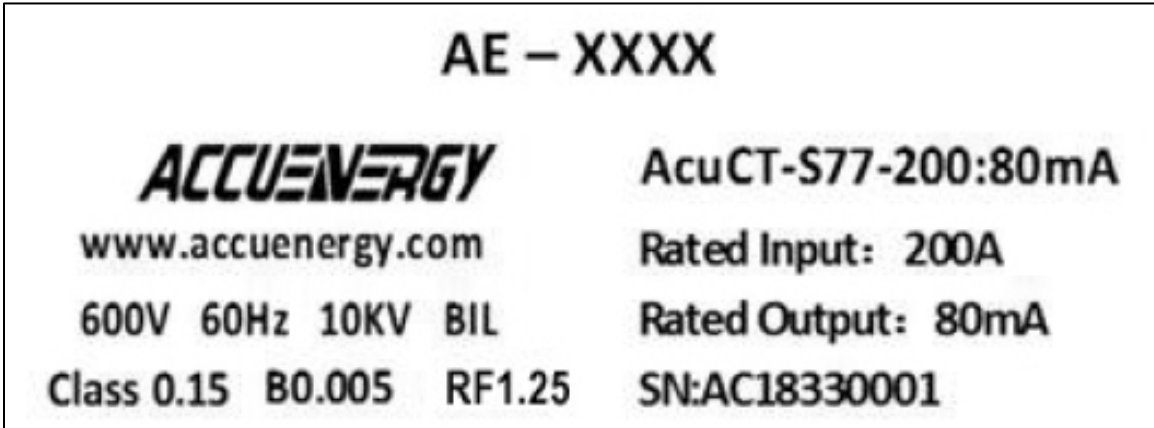 AE – XXXX
ACCUENERGY
www.accuenergy.com
600V 60Hz 10KV BIL
Class 0.15 B0.005 RF1.25
AcuCT-S77-200:80mA
Rated Input: 200A
Rated Output: 80mA
SN:AC18330001